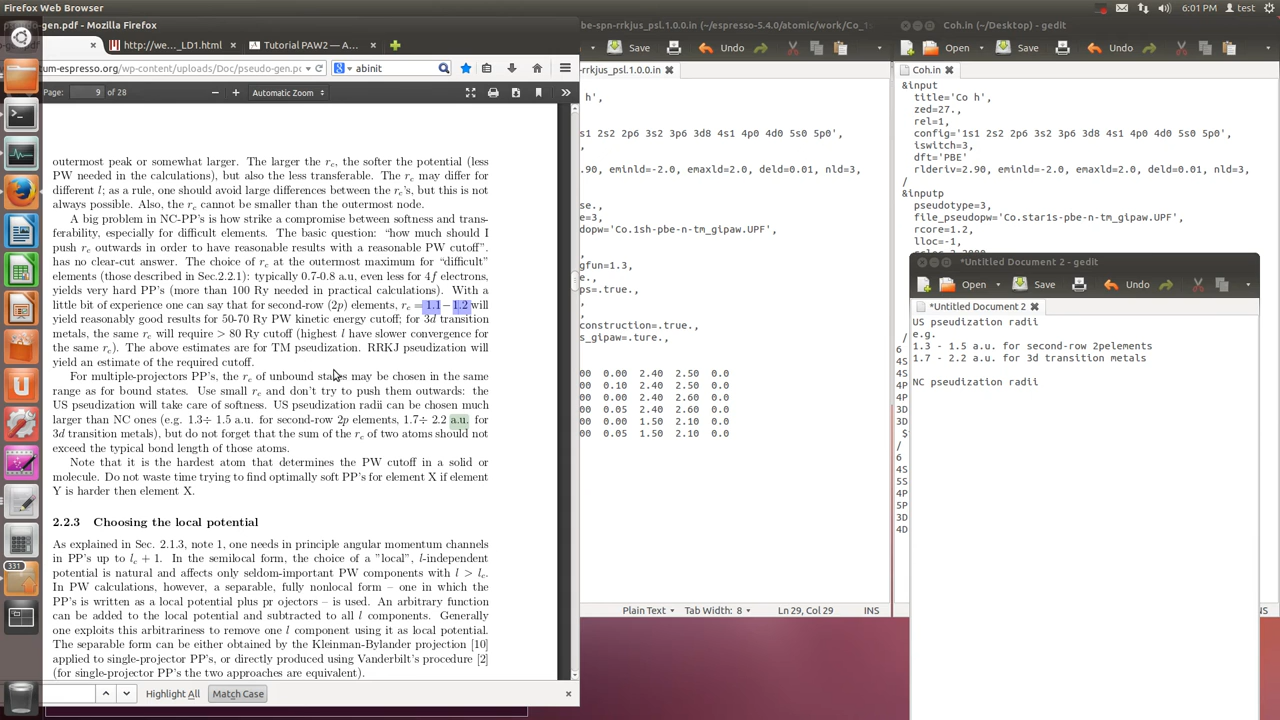 Firefox Web Browser
6:01 PM
test
pseudo-gen.pdf - Mozilla Firefox
http://we..._LD1.html
Tutorial PAW2 — A...
um-espresso.org/wp-content/uploads/Doc/pseudo-gen.p
abinit
Page:
9
of 28
Automatic Zoom
outermost peak or somewhat larger. The larger the rc, the softer the potential (less
PW needed in the calculations), but also the less transferable. The rc may differ for
different l; as a rule, one should avoid large differences between the rc's, but this is not
always possible. Also, the rc cannot be smaller than the outermost node.
A big problem in NC-PP's is how strike a compromise between softness and trans-
ferability, especially for difficult elements. The basic question: “how much should I
push rc outwards in order to have reasonable results with a reasonable PW cutoff”.
has no clear-cut answer. The choice of rc at the outermost maximum for “difficult”
elements (those described in Sec.2.2.1): typically 0.7-0.8 a.u, even less for 4f electrons,
yields very hard PP's (more than 100 Ry needed in practical calculations). With a
little bit of experience one can say that for second-row (2p) elements, rc = 1.1−1.2 will
yield reasonably good results for 50-70 Ry PW kinetic energy cutoff; for 3d transition
metals, the same rc will require > 80 Ry cutoff (highest l have slower convergence for
the same rc). The above estimates are for TM pseudization. RRKJ pseudization will
yield an estimate of the required cutoff.
For multiple-projectors PP's, the rc of unbound states may be chosen in the same
range as for bound states. Use small rc and don't try to push them outwards: the
US pseudization will take care of softness. US pseudization radii can be chosen much
larger than NC ones (e.g. 1.3÷ 1.5 a.u. for second-row 2p elements, 1.7÷ 2.2 a.u. for
3d transition metals), but do not forget that the sum of the rc of two atoms should not
exceed the typical bond length of those atoms.
Note that it is the hardest atom that determines the PW cutoff in a solid or
molecule. Do not waste time trying to find optimally soft PP's for element X if element
Y is harder then element X.
2.2.3 Choosing the local potential
As explained in Sec. 2.1.3, note 1, one needs in principle angular momentum channels
in PP's up to lc + 1. In the semilocal form, the choice of a ”local”, l-independent
potential is natural and affects only seldom-important PW components with l > lc.
In PW calculations, however, a separable, fully nonlocal form – one in which the
PP's is written as a local potential plus pr ojectors – is used. An arbitrary function
can be added to the local potential and subtracted to all l components. Generally
one exploits this arbitrariness to remove one l component using it as local potential.
The separable form can be either obtained by the Kleinman-Bylander projection [10]
applied to single-projector PP's, or directly produced using Vanderbilt's procedure [2]
(for single-projector PP's the two approaches are equivalent).
Highlight All
Match Case
331
be-spn-rrkjus_psl.1.0.0.in (~/espresso-5.4.0/atomic/work/Co_1
Save
Undo
_rrkjus_psl.1.0.0.in
h',
1s1 2s2 2p6 3s2 3p6 3d8 4s1 4p0 4d0 5s0 5p0',
.90, eminld=-2.0, emaxld=2.0, deld=0.01, nld=3,
se.,
dopw='Co.1sh-pbe-n-tm_gipaw.UPF',
gfun=1.3,
e.,
ps=.true.,
construction=.true.,
s_gipaw=.ture.,
00 0.00 2.40 2.50 0.0
00 0.10 2.40 2.50 0.0
00 0.00 2.40 2.60 0.0
00 0.05 2.40 2.60 0.0
00 0.00 1.50 2.10 0.0
00 0.05 1.50 2.10 0.0
Plain Text
Tab Width: 8
Ln 29, Col 29
INS
Coh.in (~/Desktop) - gedit
Open
Save
Undo
Coh.in
&input
title='Co h',
zed=27.,
rel=1,
config='1s1 2s2 2p6 3s2 3p6 3d8 4s1 4p0 4d0 5s0 5p0',
iswitch=3,
dft='PBE'
rlderiv=2.90, eminld=-2.0, emaxld=2.0, deld=0.01, nld=3,
/
&inputp
pseudotype=3,
file_pseudopw='Co.star1s-pbe-n-tm_gipaw.UPF',
rcore=1.2,
lloc=-1,
/
6
4S
5S
4P
5P
3D
$
/
6
4S
5S
4P
5P
3D
4D
*Untitled Document 2 - gedit
Open
Save
Undo
*Untitled Document 2
US pseudization radii
e.g.
1.3 - 1.5 a.u. for second-row 2pelements
1.7 - 2.2 a.u. for 3d transition metals
NC pseudization radii
INS